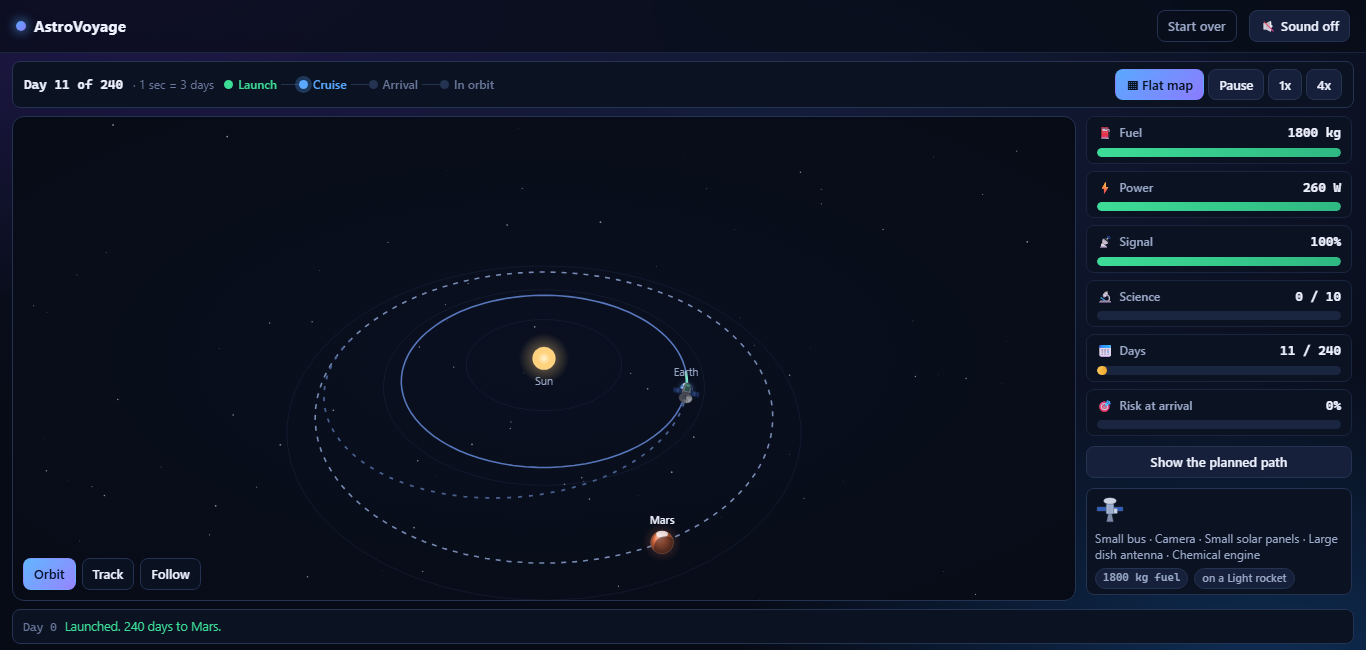 AstroVoyage
Start over
Sound off
Day 11 of 240 · 1 sec = 3 days Launch Cruise Arrival In orbit
Flat map Pause 1x 4x
Fuel 1800 kg
Power 260 W
Signal 100%
Science 0 / 10
Days 11 / 240
Risk at arrival 0%
Show the planned path
Small bus · Camera · Small solar panels · Large
dish antenna · Chemical engine
1800 kg fuel on a Light rocket
Sun
Earth
Mars
Orbit Track Follow
Day 0 Launched. 240 days to Mars.